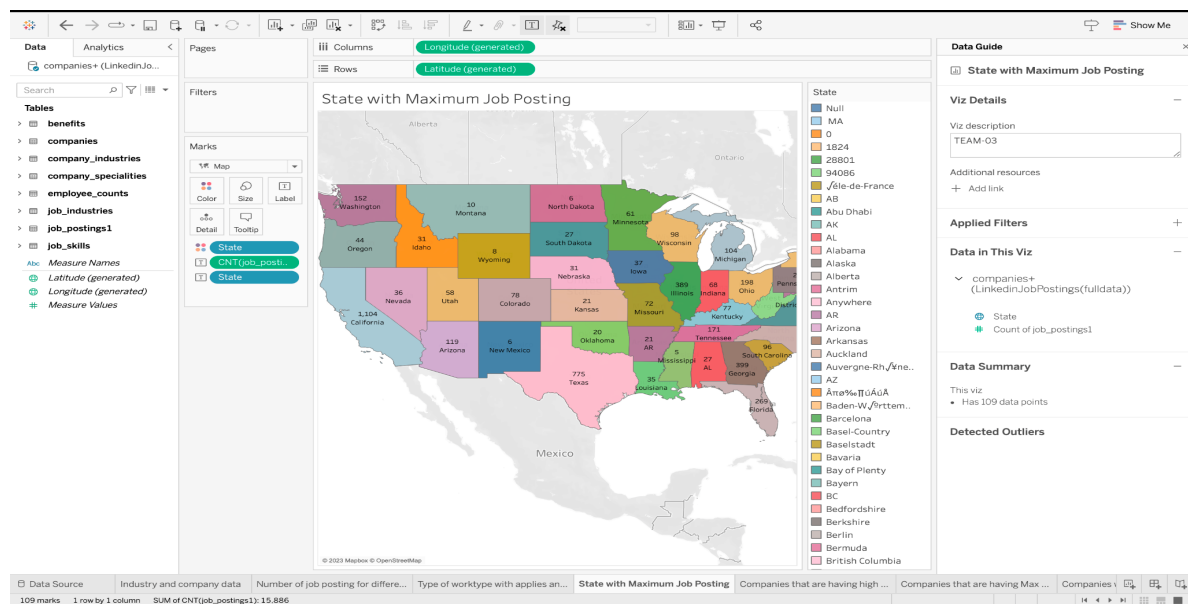 Show Me
Data
Analytics
companies+ (LinkedinJo...
Search
Tables
benefits
companies
company_industries
company_specialities
employee_counts
job_industries
job_postings1
job_skills
Abc Measure Names
Latitude (generated)
Longitude (generated)
Measure Values
Pages
Filters
Marks
Map
Color
Size
Label
Detail
Tooltip
State
CNT(job_posti..
State
Columns
Longitude (generated)
Rows
Latitude (generated)
State with Maximum Job Posting
Alberta
Ontario
152
Washington
10
Montana
6
North Dakota
61
Minnesota
44
Oregon
31
Idaho
27
South Dakota
98
Wisconsin
104
Michigan
8
Wyoming
37
Iowa
31
Nebraska
36
Nevada
58
Utah
78
Colorado
21
Kansas
72
Missouri
389
Illinois
68
Indiana
198
Ohio
2
Penns
Distri
77
Kentucky
1,104
California
119
Arizona
6
New Mexico
20
Oklahoma
21
AR
171
Tennessee
96
South Carolina
5
Mississippi
27
AL
399
Georgia
775
Texas
35
Louisiana
269
Florida
Mexico
© 2023 Mapbox © OpenStreetMap
State
Null
MA
0
1824
28801
94086
√éle-de-France
AB
Abu Dhabi
AK
AL
Alabama
Alaska
Alberta
Antrim
Anywhere
AR
Arizona
Arkansas
Auckland
Auvergne-Rh√¥ne..
AZ
Baden-W√ºrttem..
Barcelona
Basel-Country
Baselstadt
Bavaria
Bay of Plenty
Bayern
BC
Bedfordshire
Berkshire
Berlin
Bermuda
British Columbia
Data Guide
State with Maximum Job Posting
Viz Details
Viz description
TEAM-03
Additional resources
+ Add link
Applied Filters
Data in This Viz
companies+
(LinkedinJobPostings(fulldata))
State
Count of job_postings1
Data Summary
This viz
• Has 109 data points
Detected Outliers
Data Source
Industry and company data
Number of job posting for differe...
Type of worktype with applies an...
State with Maximum Job Posting
Companies that are having high ...
Companies that are having Max ...
Companies
109 marks
1 row by 1 column
SUM of CNT(job_postings1): 15,886